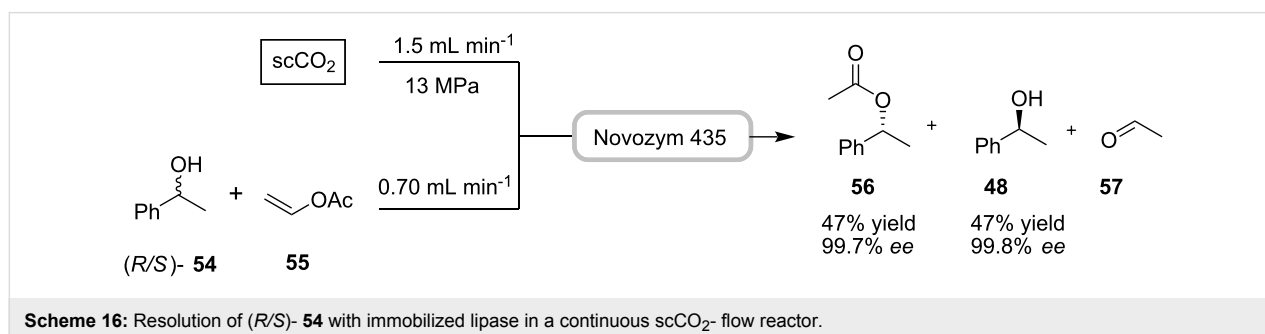 scCO2
1.5 mL min-1
13 MPa
OH
Ph
+
OAc
0.70 mL min-1
(R/S)- 54
55
Novozym 435
O
O
Ph
56
47% yield
99.7% ee
+
OH
Ph
48
47% yield
99.8% ee
+
O
57
Scheme 16: Resolution of (R/S)- 54 with immobilized lipase in a continuous scCO2- flow reactor.